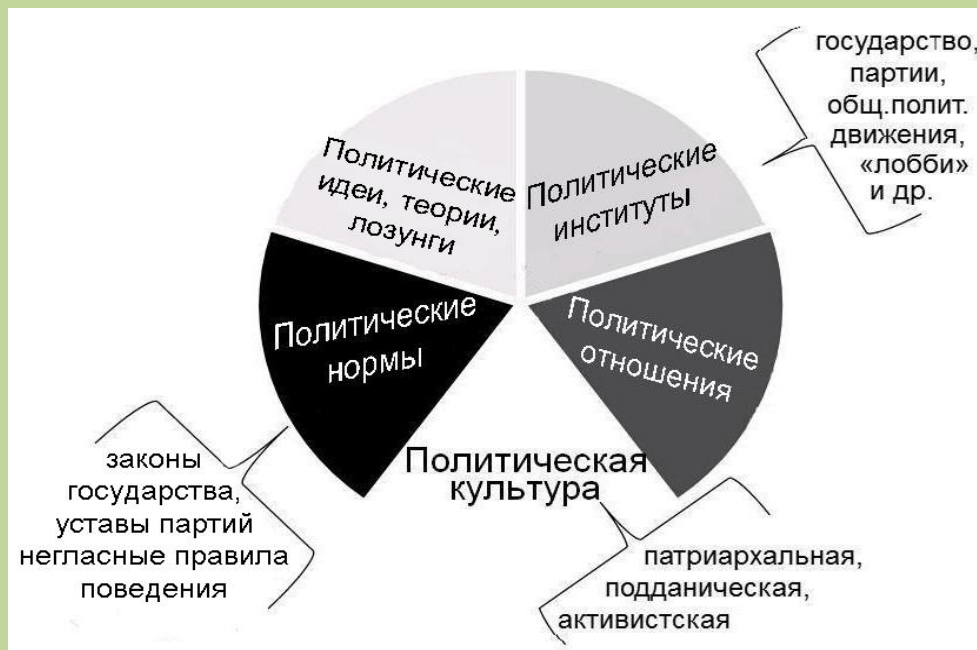 государство,
партии,
общ.полит.
движения,
«лобби»
и др.
Политические
идеи, теории,
лозунги
Политические
институты
Политические
нормы
Политические
отношения
Политическая
культура
законы
государства,
уставы партий
негласные правила
поведения
патриархальная,
подданическая,
активистская